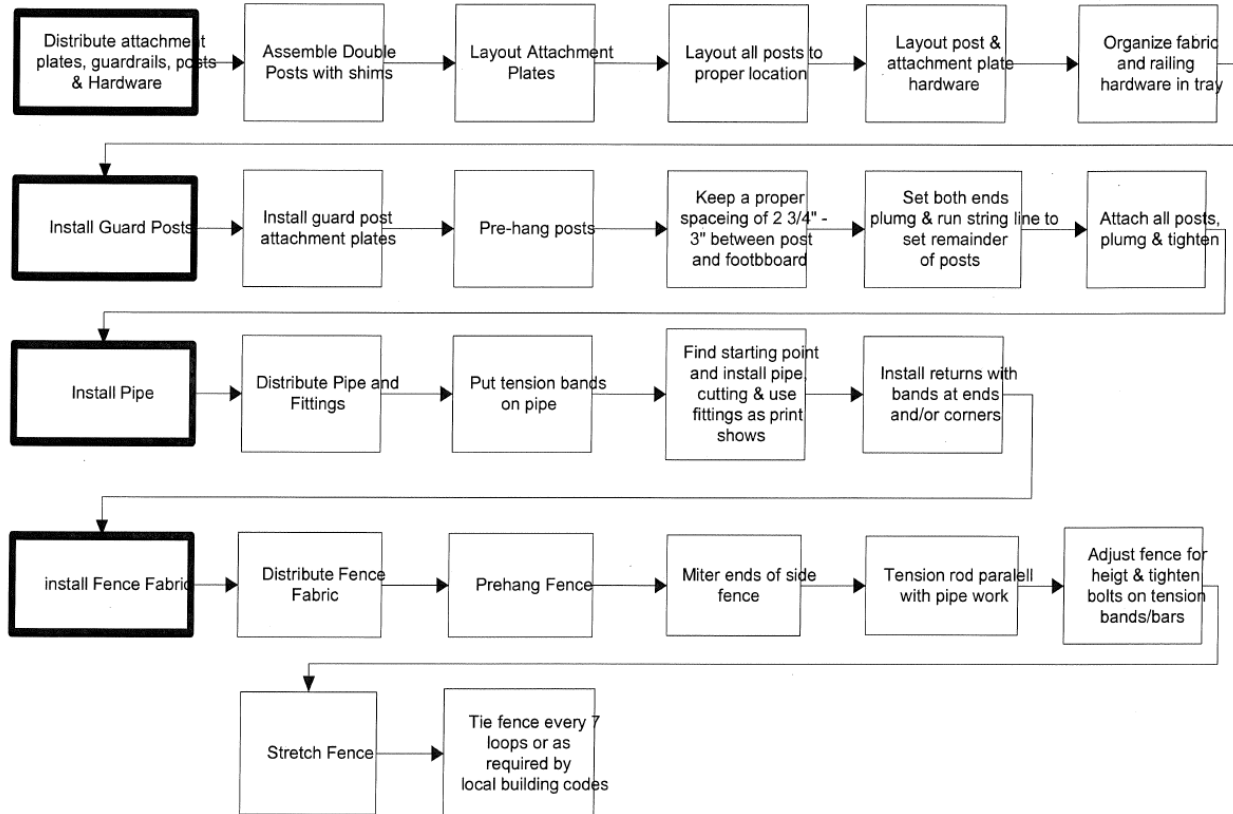 Distribute attachment
plates, guardrails, posts
& Hardware
Assemble Double
Posts with shims
Layout Attachment
Plates
Layout all posts to
proper location
Layout post &
attachment plate
hardware
Organize fabric
and railing
hardware in tray
Install Guard Posts
Install guard post
attachment plates
Pre-hang posts
Keep a proper
spaceing of 2 3/4" -
3" between post
and footbboard
Set both ends
plumg & run string line to
set remainder
of posts
Attach all posts,
plumg & tighten
Install Pipe
Distribute Pipe and
Fittings
Put tension bands
on pipe
Find starting point
and install pipe,
cutting & use
fittings as print
shows
Install returns with
bands at ends
and/or corners
install Fence Fabric
Distribute Fence
Fabric
Prehang Fence
Miter ends of side
fence
Tension rod paralell
with pipe work
Adjust fence for
heigt & tighten
bolts on tension
bands/bars
Stretch Fence
Tie fence every 7
loops or as
required by
local building codes